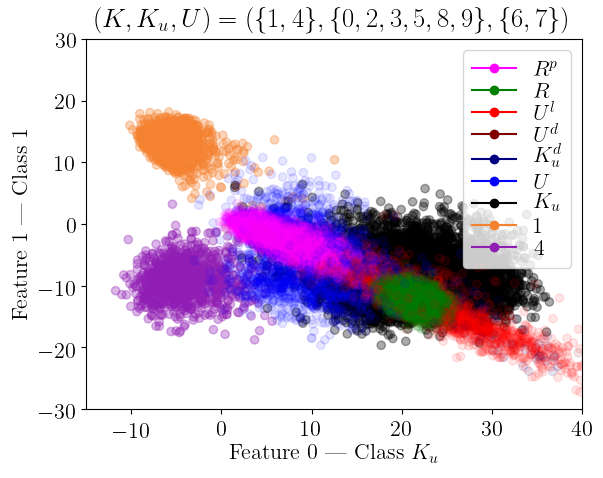 (K, K_u, U) = ({1, 4}, {0, 2, 3, 5, 8, 9}, {6, 7})
30
20
10
0
−10
−20
−30
Feature 1 — Class 1
R^p
R
U^l
U^d
K_u^d
U
K_u
1
4
−10
0
10
20
30
40
Feature 0 — Class K_u